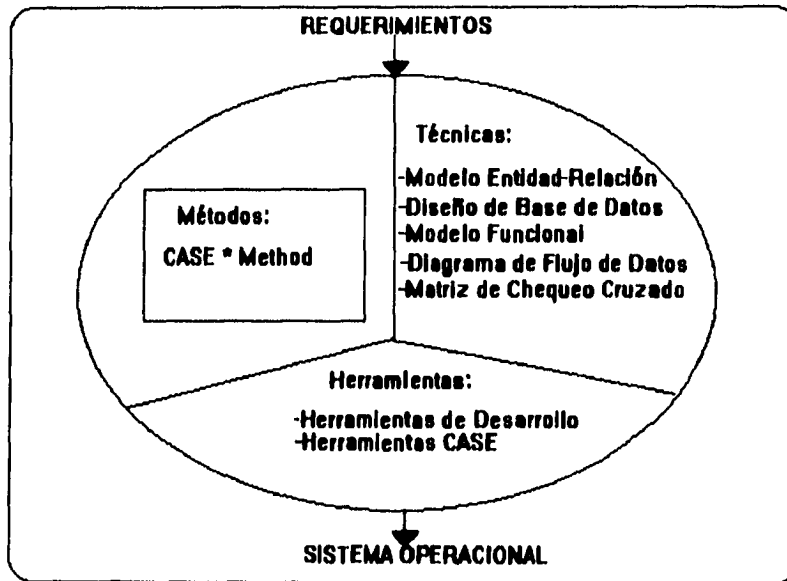 REQUERIMIENTOS
Métodos:
CASE * Method
Técnicas:
-Modelo Entidad-Relación
-Diseño de Base de Datos
-Modelo Funcional
-Diagrama de Flujo de Datos
-Matriz de Chequeo Cruzado
Herramientas:
-Herramientas de Desarrollo
-Herramientas CASE
SISTEMA OPERACIONAL